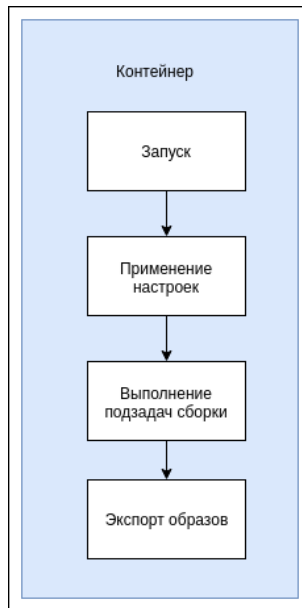 Контейнер
Запуск
Применение
настроек
Выполнение
подзадач сборки
Экспорт образов